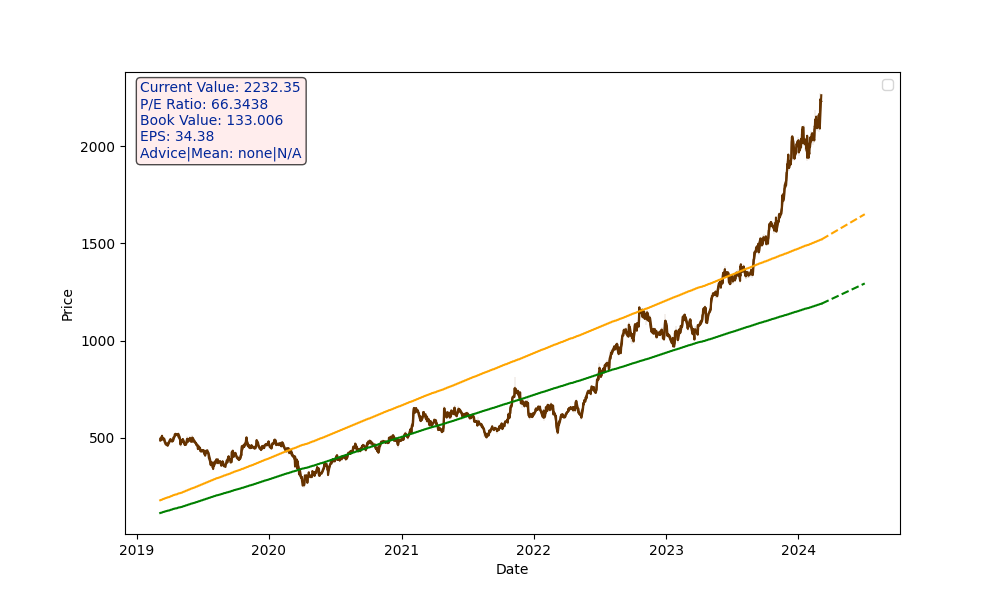 Current Value: 2232.35
P/E Ratio: 66.3438
Book Value: 133.006
EPS: 34.38
Advice|Mean: none|N/A
2000
1500
1000
500
Price
2019 2020 2021 2022 2023 2024
Date